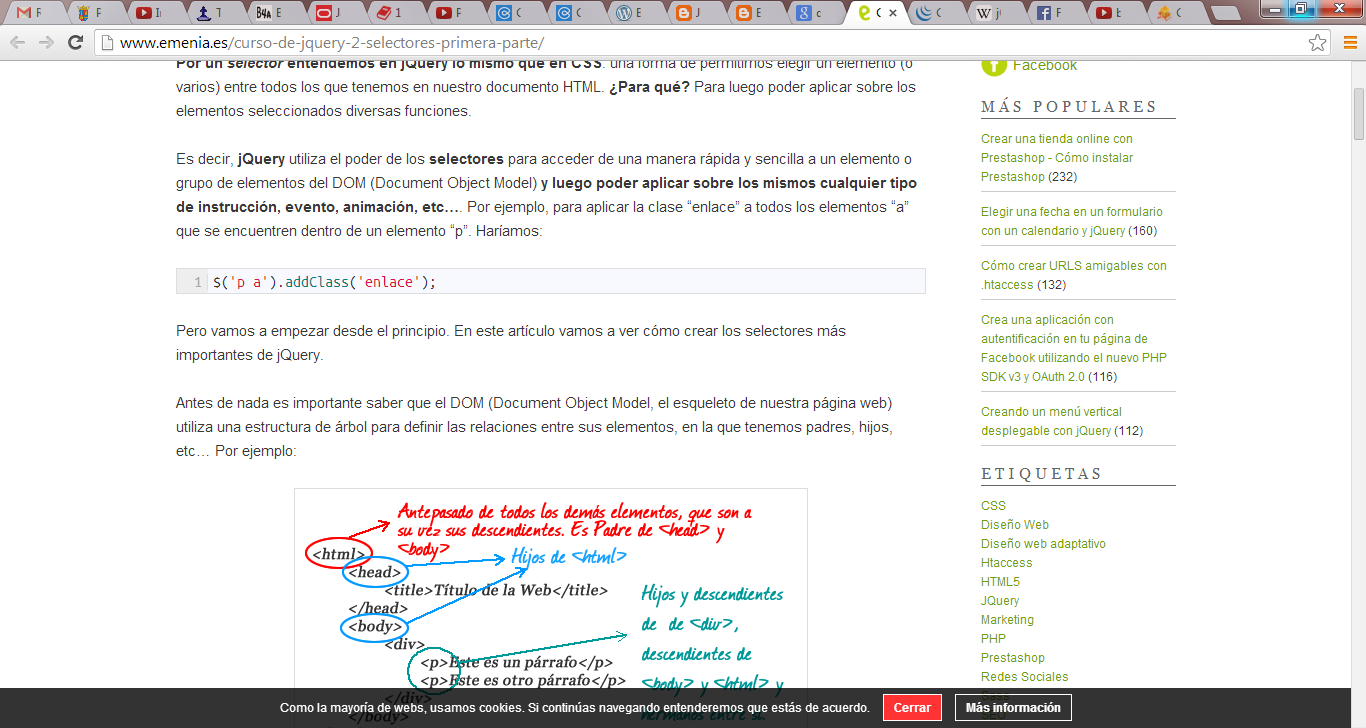 F
F
I
T
B4A E
J
1
F
C
C
E
J
E
c
C
C
j
F
t
C
www.emenia.es/curso-de-jquery-2-selectores-primera-parte/
Por un selector entendemos en jQuery lo mismo que en CSS: una forma de permitirnos elegir un elemento (o
varios) entre todos los que tenemos en nuestro documento HTML. ¿Para qué? Para luego poder aplicar sobre los
elementos seleccionados diversas funciones.
Es decir, jQuery utiliza el poder de los selectores para acceder de una manera rápida y sencilla a un elemento o
grupo de elementos del DOM (Document Object Model) y luego poder aplicar sobre los mismos cualquier tipo
de instrucción, evento, animación, etc…. Por ejemplo, para aplicar la clase “enlace” a todos los elementos “a”
que se encuentren dentro de un elemento “p”. Haríamos:
1 $('p a').addClass('enlace');
Pero vamos a empezar desde el principio. En este artículo vamos a ver cómo crear los selectores más
importantes de jQuery.
Antes de nada es importante saber que el DOM (Document Object Model, el esqueleto de nuestra página web)
utiliza una estructura de árbol para definir las relaciones entre sus elementos, en la que tenemos padres, hijos,
etc… Por ejemplo:
Antepasado de todos los demás elementos, que son a
su vez sus descendientes. Es Padre de <head> y
<body>
<html>
Hijos de <html>
<head>
<title>Título de la Web</title>
</head>
<body>
<div>
<p>Este es un párrafo</p>
<p>Este es otro párrafo</p>
</div>
</body>
Hijos y descendientes
de de <div>,
descendientes de
<body> y <html> y
hermanos entre sí.
Facebook
MÁS POPULARES
Crear una tienda online con
Prestashop - Cómo instalar
Prestashop (232)
Elegir una fecha en un formulario
con un calendario y jQuery (160)
Cómo crear URLS amigables con
.htaccess (132)
Crea una aplicación con
autentificación en tu página de
Facebook utilizando el nuevo PHP
SDK v3 y OAuth 2.0 (116)
Creando un menú vertical
desplegable con jQuery (112)
ETIQUETAS
CSS
Diseño Web
Diseño web adaptativo
Htaccess
HTML5
JQuery
Marketing
PHP
Prestashop
Redes Sociales
Sass
SEO
Como la mayoría de webs, usamos cookies. Si continúas navegando entenderemos que estás de acuerdo.
Cerrar
Más información